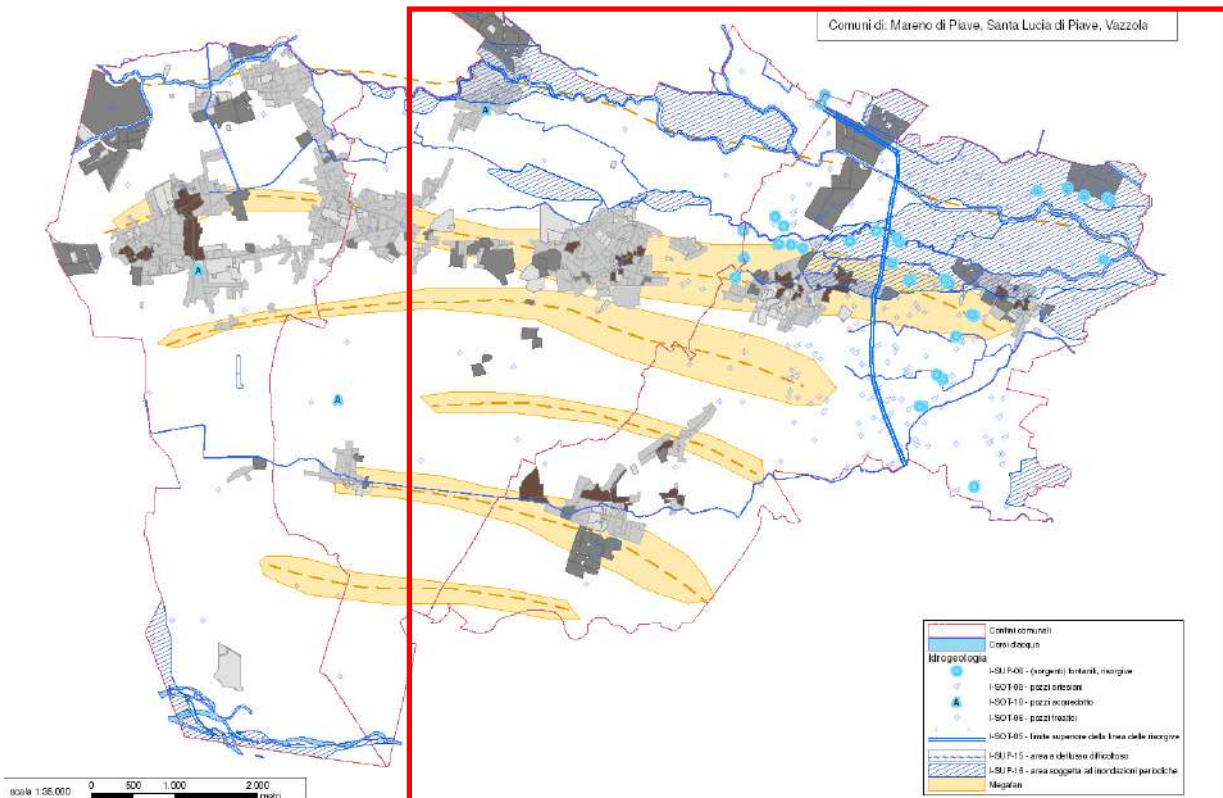 Comuni di: Mareno di Piave, Santa Lucia di Piave, Vazzola
A
A
A
Confini comunali
Corsi d'acqua
Idrogeologia
I-SUP-06 - (sorgenti) fontanili, risorgive
I-SOT-08 - pozzi artesiani
A I-SOT-10 - pozzi acquedotto
I-SOT-06 - pozzi freatici
I-SOT-05 - limite superiore della linea delle risorgive
I-SUP-15 - area a deflusso difficoltoso
I-SUP-16 - area soggetta ad inondazioni periodiche
Megafan
scala 1:35.000
0 500 1.000 2.000
metri